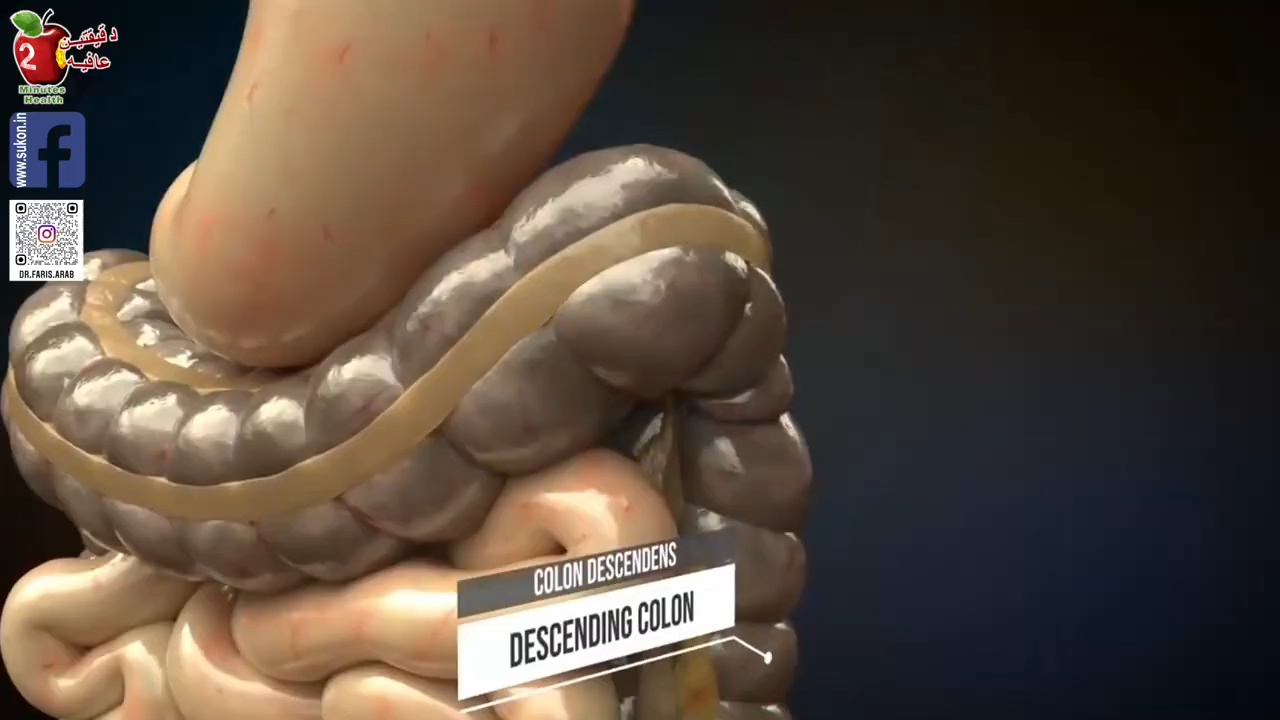 دقيقتين
عافيه
2
Minutes
Health
www.sukon.in
DR.FARIS.ARAB
COLON DESCENDENS
DESCENDING COLON